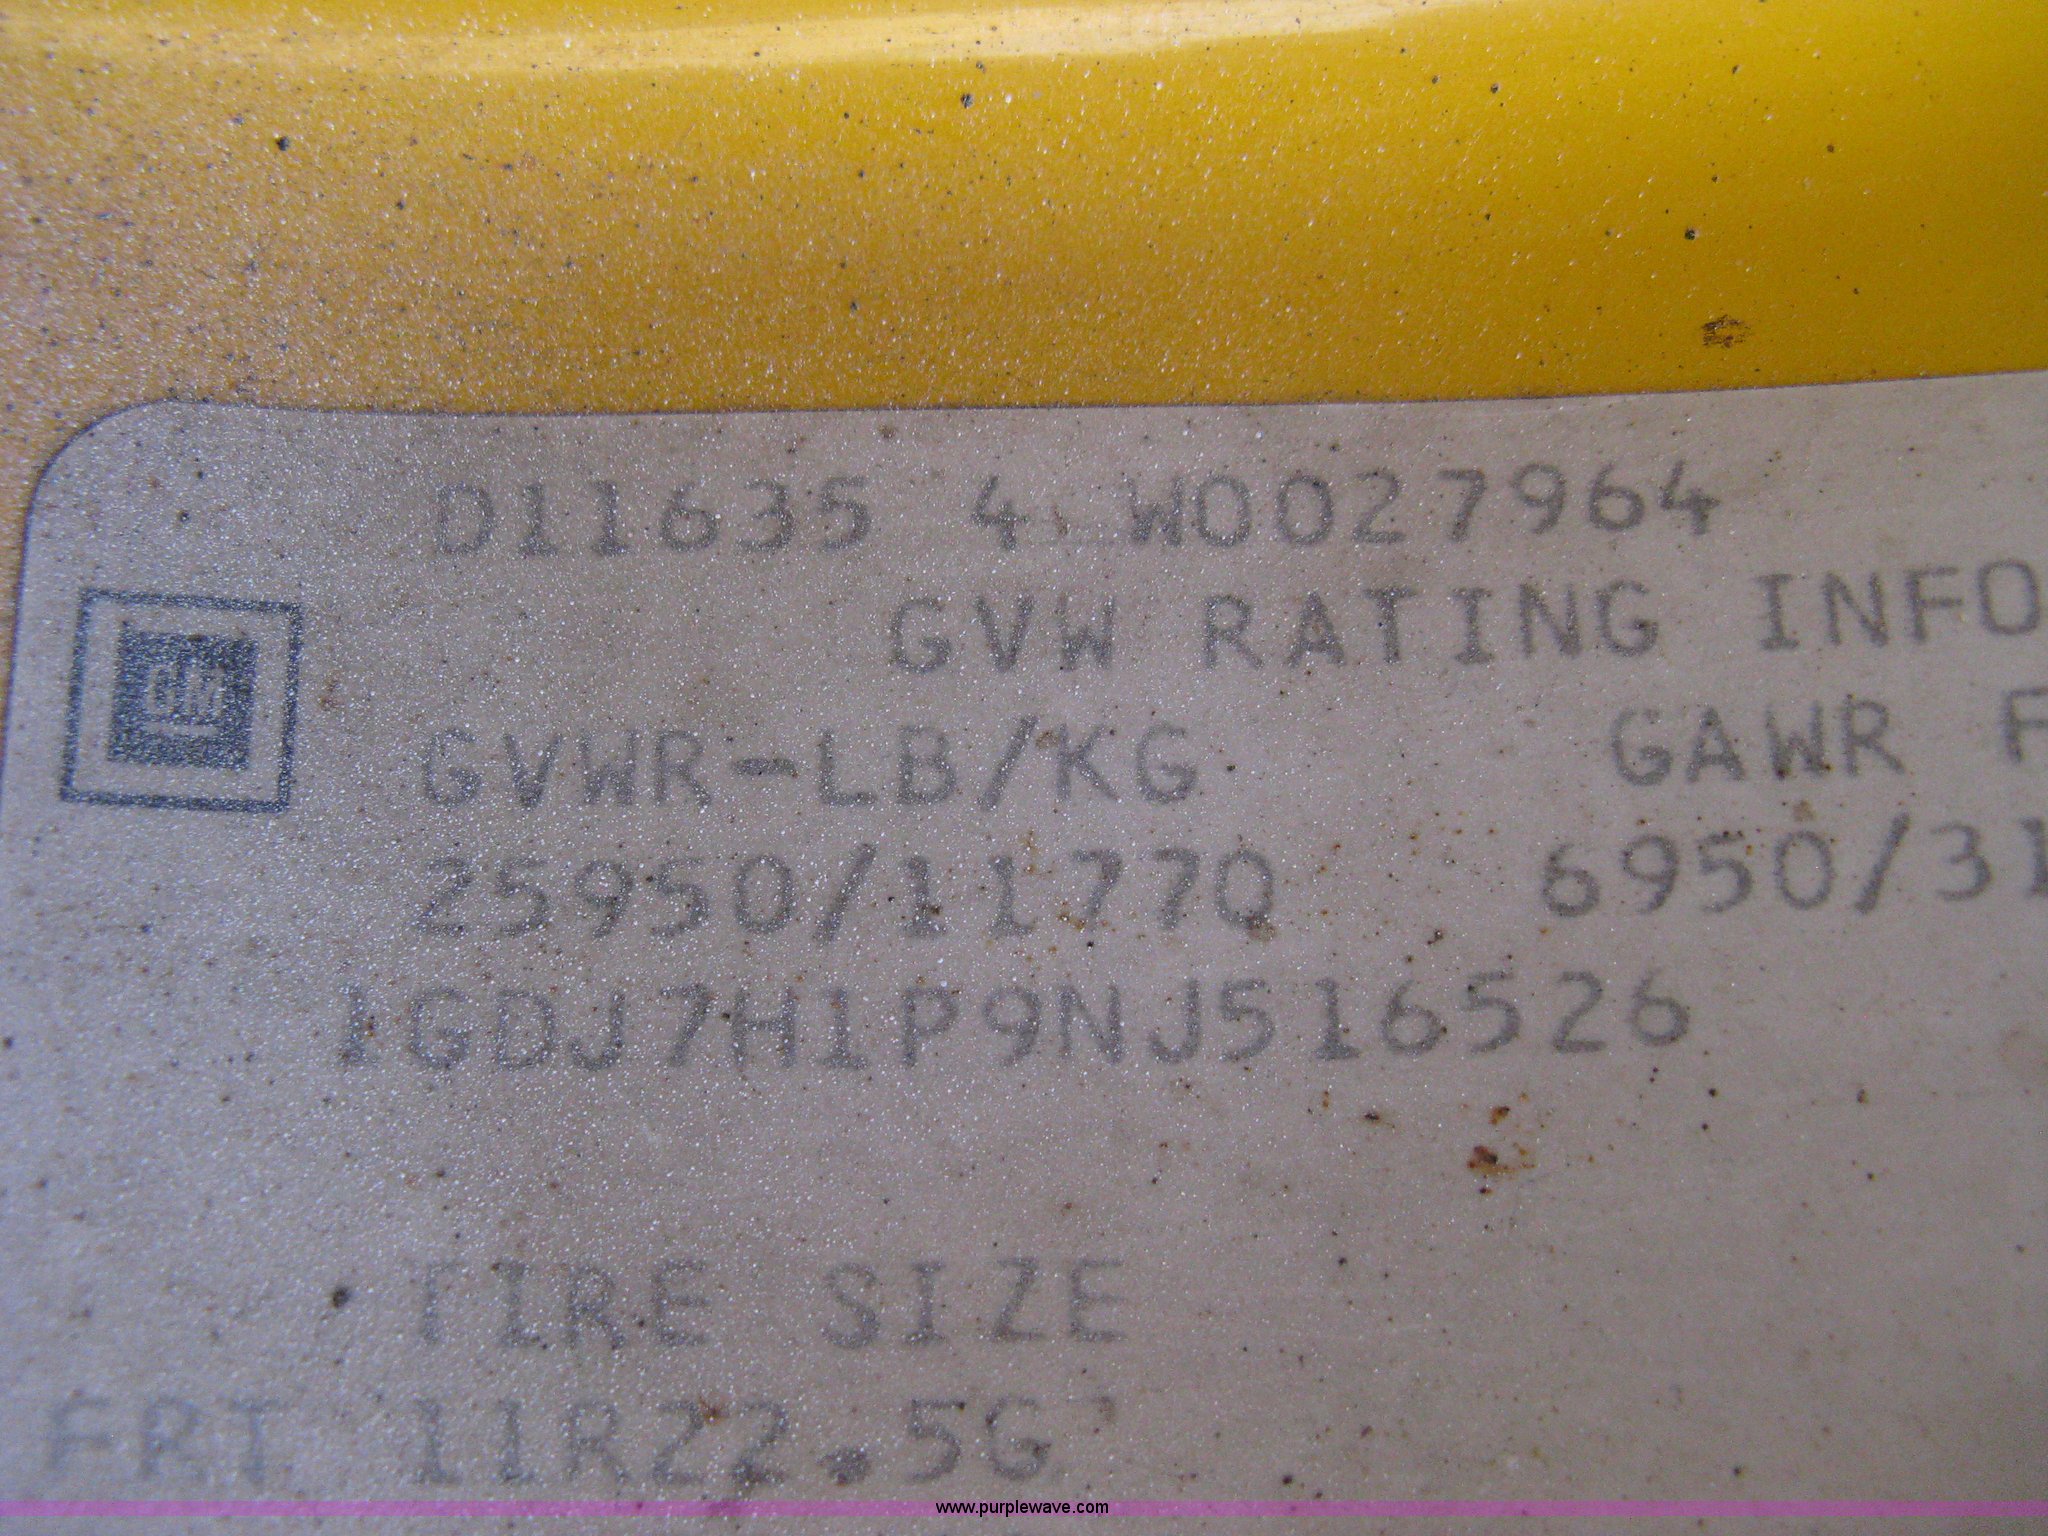 D11635 4 W0027964
GVW RATING INFO
GM
GVWR-LB/KG GAWR F
25950/11770 6950/31
1GDJ7H1P9NJ516526
TIRE SIZE
FRT 11R22.5G
www.purplewave.com